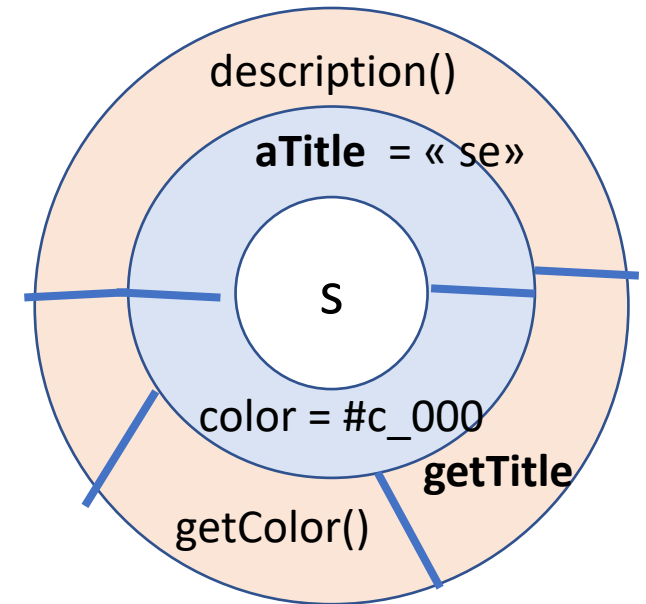 description()
aTitle = « se»
s
color = #c_000
getTitle
getColor()